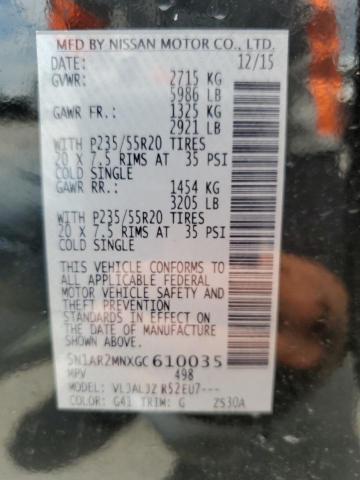 MFD BY NISSAN MOTOR CO., LTD.
DATE: 12/15
GVWR: 2715 KG
5986 LB
GAWR FR.: 1325 KG
2921 LB
WITH P235/55R20 TIRES
20 X 7.5 RIMS AT 35 PSI
COLD SINGLE
GAWR RR.: 1454 KG
3205 LB
WITH P235/55R20 TIRES
20 X 7.5 RIMS AT 35 PSI
COLD SINGLE
THIS VEHICLE CONFORMS TO
ALL APPLICABLE FEDERAL
MOTOR VEHICLE SAFETY AND
THEFT PREVENTION
STANDARDS IN EFFECT ON
THE DATE OF MANUFACTURE
SHOWN ABOVE.
5N1AR2MNXGC610035
MPV 498
MODEL: VL3AL3Z R52EU7---
COLOR: G41 TRIM: G ZS30A